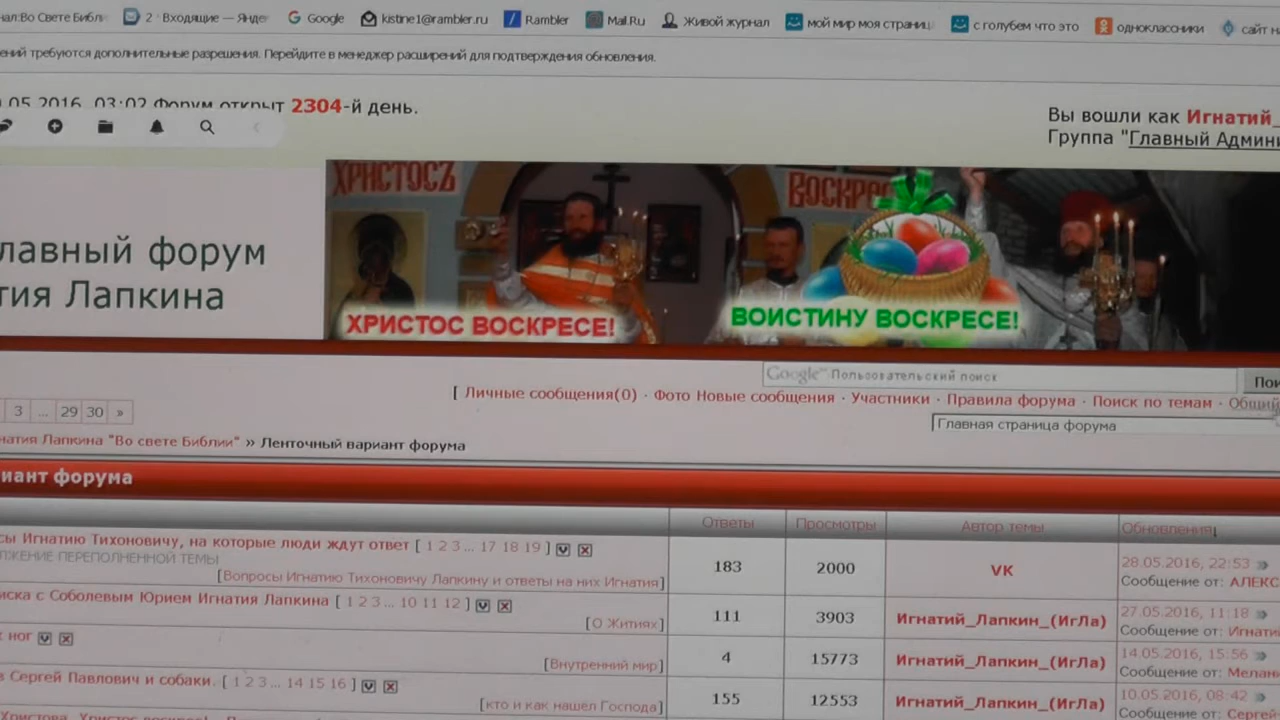 нал:Во Свете Библ 2 · Входящие — Янде Google kistine1@rambler.ru Rambler Mail.Ru Живой журнал мой мир моя страниц с голубем что это одноклассники сайт н
ений требуются дополнительные разрешения. Перейдите в менеджер расширений для подтверждения обновления.
.05.2016, 03:02 Форум открыт 2304-й день.
Вы вошли как Игнатий_
Группа "Главный Админи
ХРИСТОСЪ ВОСКРЕС
лавный форум
тия Лапкина
ХРИСТОС ВОСКРЕСЕ! ВОИСТИНУ ВОСКРЕСЕ!
Google™ Пользовательский поиск Пои
[ Личные сообщения(0) · Фото Новые сообщения · Участники · Правила форума · Поиск по темам · Общий
3 ... 29 30 »
Главная страница форума
натия Лапкина "Во свете Библии" » Ленточный вариант форума
иант форума
Ответы Просмотры Автор темы Обновления↓
сы Игнатию Тихоновичу, на которые люди ждут ответ [ 1 2 3 ... 17 18 19 ]
ЛЖЕНИЕ ПЕРЕПОЛНЕННОЙ ТЕМЫ
[Вопросы Игнатию Тихоновичу Лапкину и ответы на них Игнатия]
183 2000 VK 28.05.2016, 22:53
Сообщение от: АЛЕКС
иска с Соболевым Юрием Игнатия Лапкина [ 1 2 3 ... 10 11 12 ]
[О Житиях]
111 3903 Игнатий_Лапкин_(ИгЛа) 27.05.2016, 11:18
Сообщение от: Игнати
ног
[Внутренний мир]
4 15773 Игнатий_Лапкин_(ИгЛа) 14.05.2016, 15:56
Сообщение от: Мелан
в Сергей Павлович и собаки. [ 1 2 3 ... 14 15 16 ]
[кто и как нашел Господа]
155 12553 Игнатий_Лапкин_(ИгЛа) 10.05.2016, 08:42
Сообщение от: Сергей